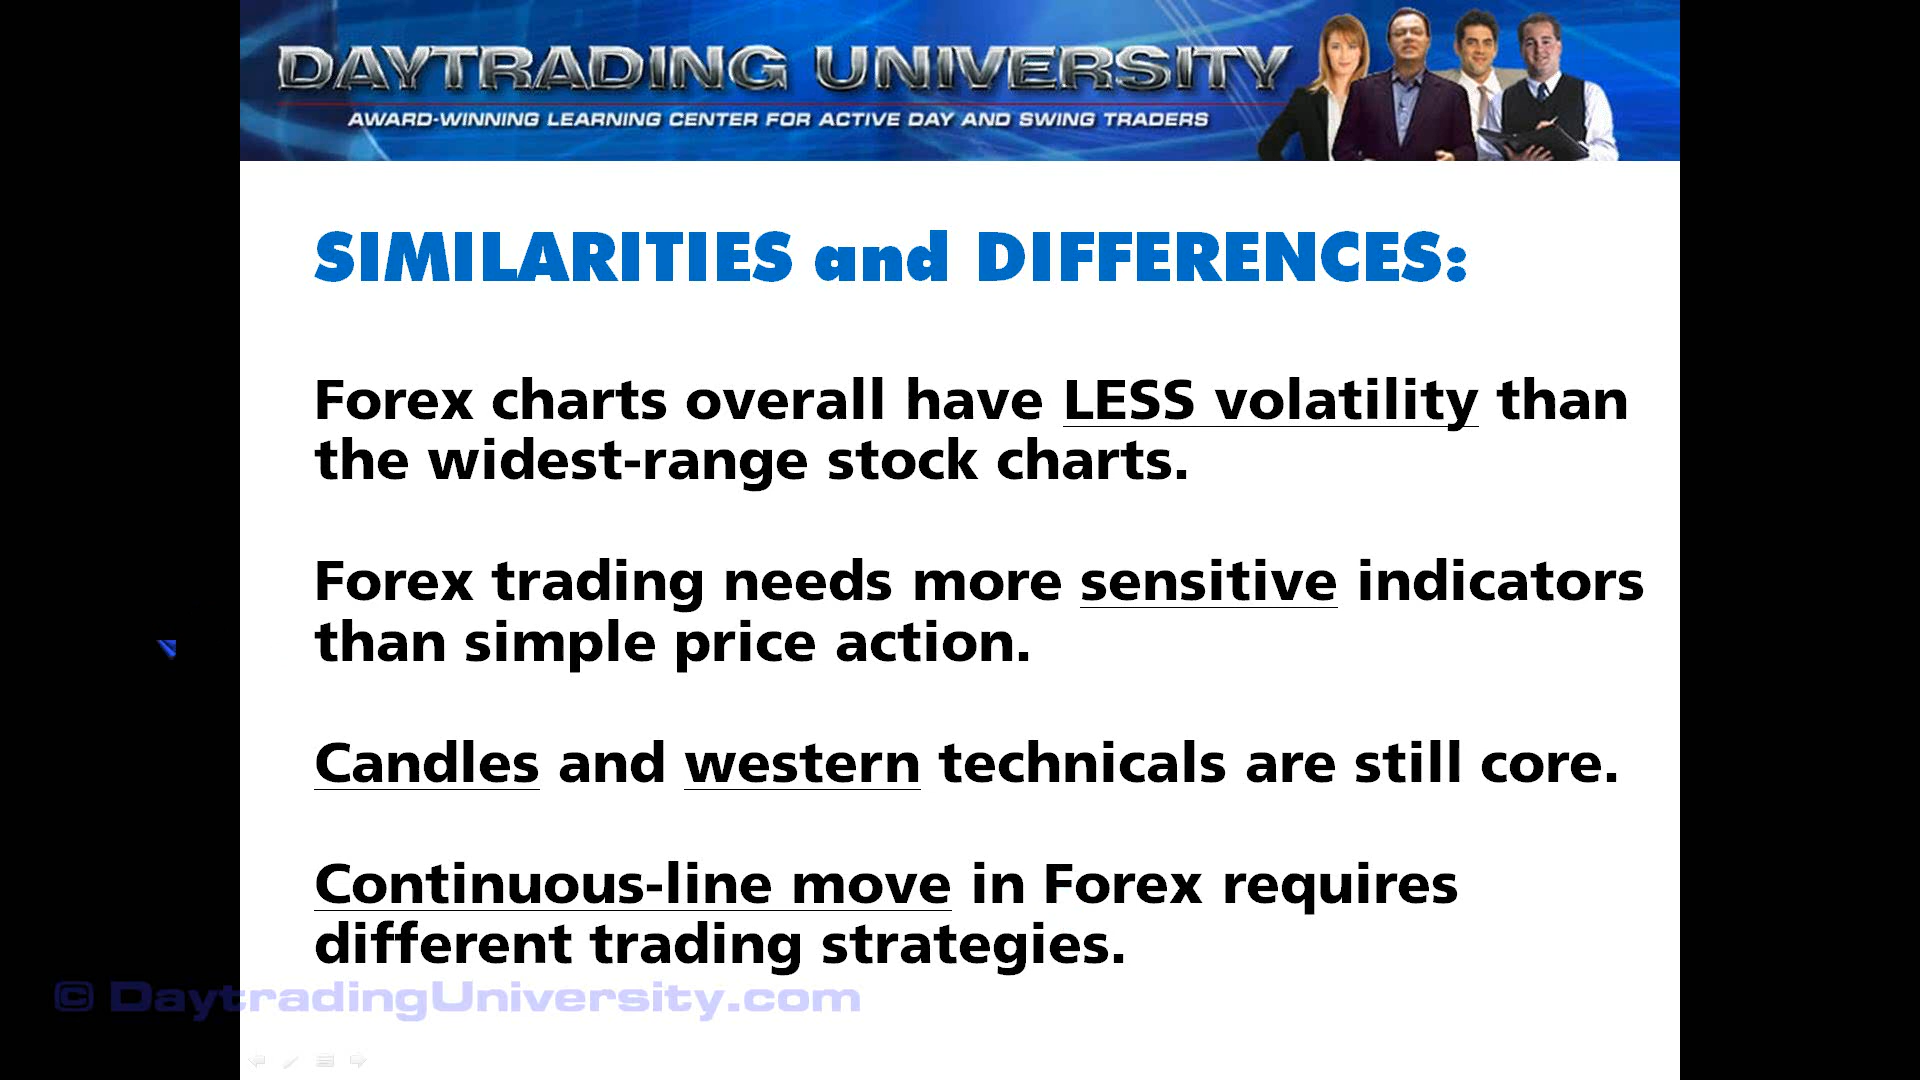 DAYTRADING UNIVERSITY
AWARD-WINNING LEARNING CENTER FOR ACTIVE DAY AND SWING TRADERS
SIMILARITIES and DIFFERENCES:
Forex charts overall have LESS volatility than
the widest-range stock charts.
Forex trading needs more sensitive indicators
than simple price action.
Candles and western technicals are still core.
Continuous-line move in Forex requires
different trading strategies.
© DaytradingUniversity.com